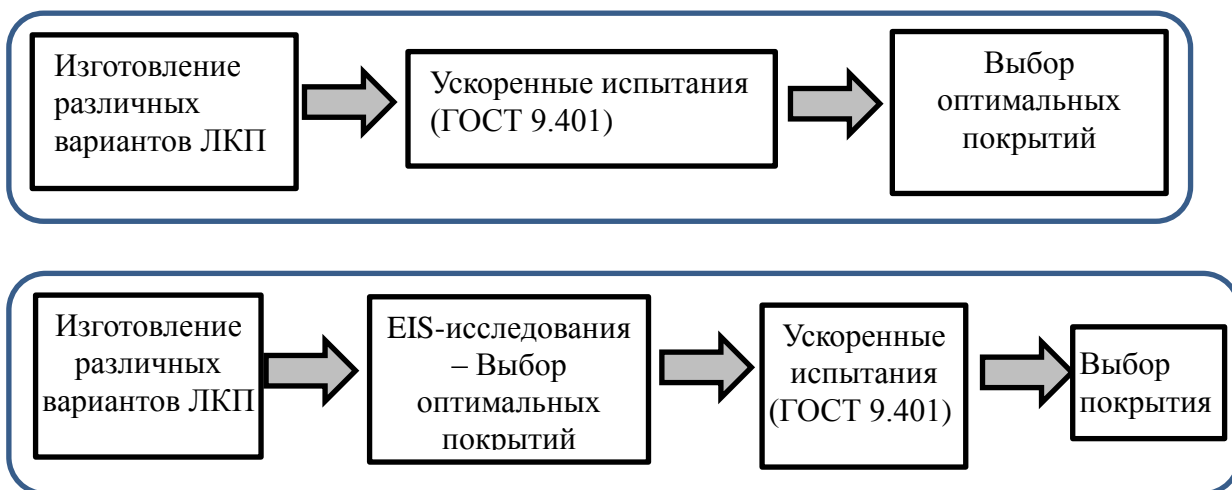 Изготовление
различных
вариантов ЛКП
Ускоренные испытания
(ГОСТ 9.401)
Выбор
оптимальных
покрытий
Изготовление
различных
вариантов ЛКП
EIS-исследования
– Выбор
оптимальных
покрытий
Ускоренные
испытания
(ГОСТ 9.401)
Выбор
покрытия